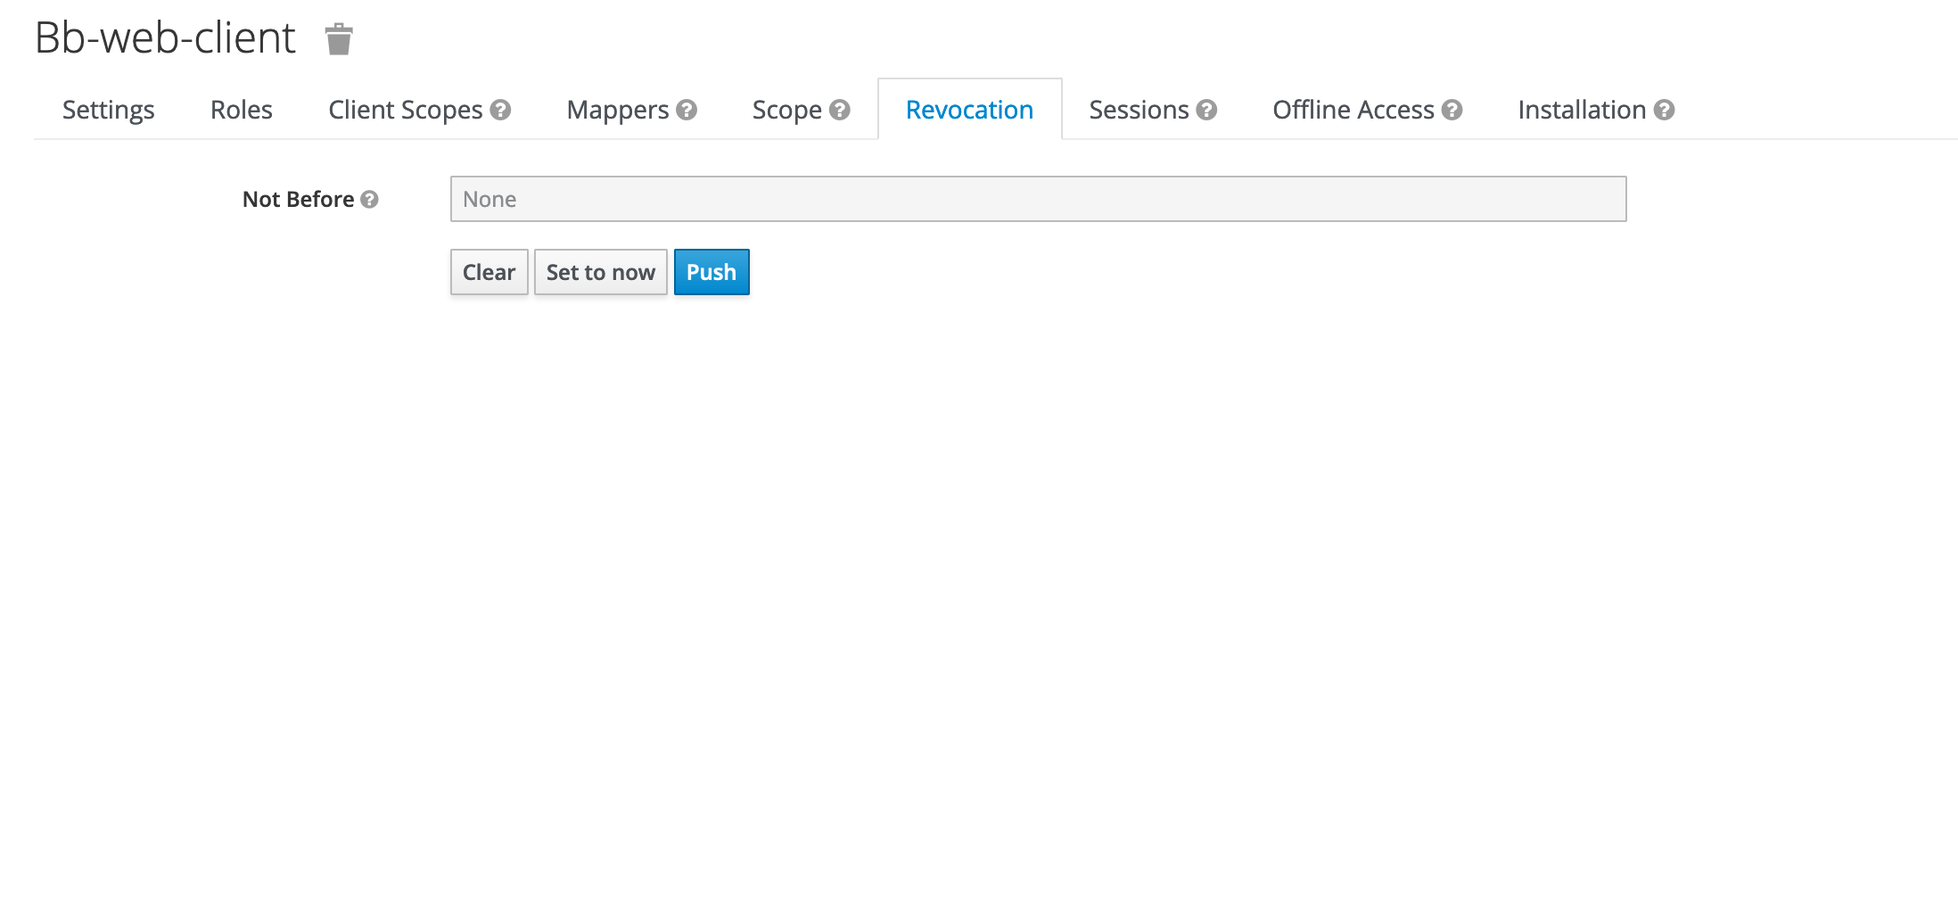 Bb-web-client
Settings Roles Client Scopes Mappers Scope Revocation Sessions Offline Access Installation
Not Before None
Clear Set to now Push